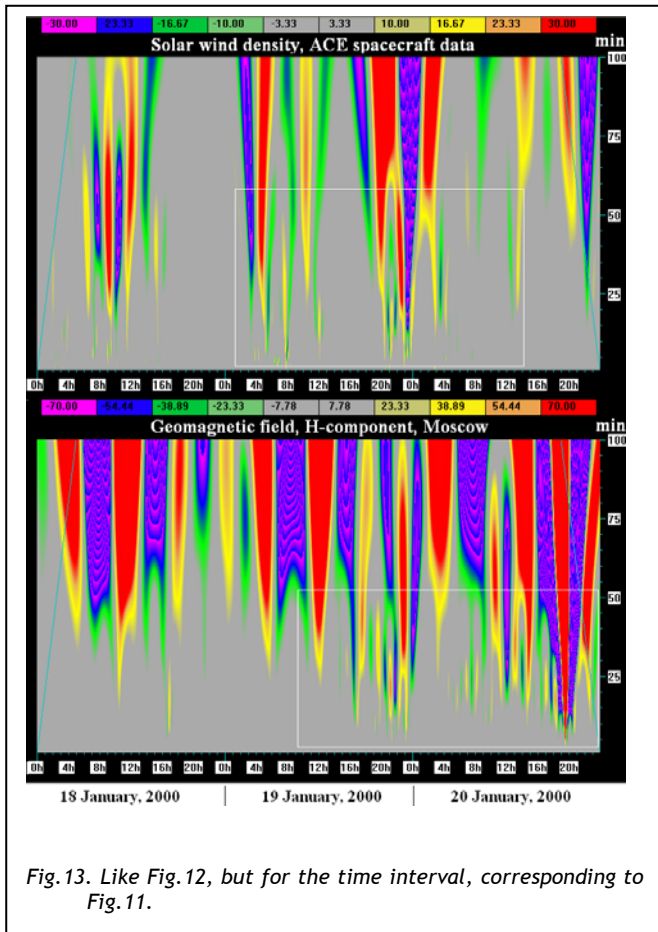 -30.00 23.33 -16.67 -10.00 -3.33 3.33 10.00 16.67 23.33 30.00
Solar wind density, ACE spacecraft data min
100
75
50
25
0h 4h 8h 12h 16h 20h 0h 4h 8h 12h 16h 20h 0h 4h 8h 12h 16h 20h
-70.00 -54.44 -38.89 -23.33 -7.78 7.78 23.33 38.89 54.44 70.00
Geomagnetic field, H-component, Moscow min
100
75
50
25
0h 4h 8h 12h 16h 20h 0h 4h 8h 12h 16h 20h 0h 4h 8h 12h 16h 20h
18 January, 2000 | 19 January, 2000 | 20 January, 2000
Fig.13. Like Fig.12, but for the time interval, corresponding to
Fig.11.